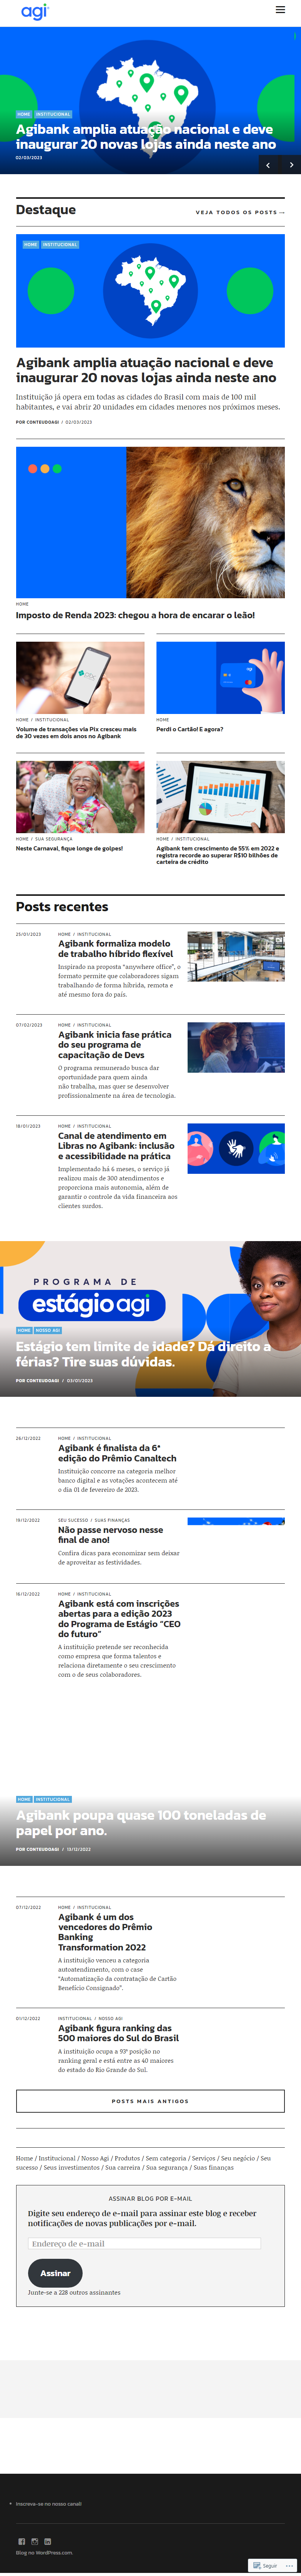 agi
HOME INSTITUCIONAL
Agibank amplia atuação nacional e deve
inaugurar 20 novas lojas ainda neste ano
02/03/2023
Destaque
VEJA TODOS OS POSTS →
HOME INSTITUCIONAL
Agibank amplia atuação nacional e deve
inaugurar 20 novas lojas ainda neste ano
Instituição já opera em todas as cidades do Brasil com mais de 100 mil
habitantes, e vai abrir 20 unidades em cidades menores nos próximos meses.
POR CONTEUDOAGI / 02/03/2023
HOME
Imposto de Renda 2023: chegou a hora de encarar o leão!
HOME / INSTITUCIONAL
Volume de transações via Pix cresceu mais
de 30 vezes em dois anos no Agibank
HOME
Perdi o Cartão! E agora?
HOME / SUA SEGURANÇA
Neste Carnaval, fique longe de golpes!
HOME / INSTITUCIONAL
Agibank tem crescimento de 55% em 2022 e
registra recorde ao superar R$10 bilhões de
carteira de crédito
Posts recentes
25/01/2023
HOME / INSTITUCIONAL
Agibank formaliza modelo
de trabalho híbrido flexível
Inspirado na proposta “anywhere office”, o
formato permite que colaboradores sigam
trabalhando de forma híbrida, remota e
até mesmo fora do país.
07/02/2023
HOME / INSTITUCIONAL
Agibank inicia fase prática
do seu programa de
capacitação de Devs
O programa remunerado busca dar
oportunidade para quem ainda
não trabalha, mas quer se desenvolver
profissionalmente na área de tecnologia.
18/01/2023
HOME / INSTITUCIONAL
Canal de atendimento em
Libras no Agibank: inclusão
e acessibilidade na prática
Implementado há 6 meses, o serviço já
realizou mais de 300 atendimentos e
proporciona mais autonomia, além de
garantir o controle da vida financeira aos
clientes surdos.
PROGRAMA DE
estágio agi
HOME NOSSO AGI
Estágio tem limite de idade? Dá direito a
férias? Tire suas dúvidas.
POR CONTEUDOAGI / 03/01/2023
26/12/2022
HOME / INSTITUCIONAL
Agibank é finalista da 6ª
edição do Prêmio Canaltech
Instituição concorre na categoria melhor
banco digital e as votações acontecem até
o dia 01 de fevereiro de 2023.
19/12/2022
SEU SUCESSO / SUAS FINANÇAS
Não passe nervoso nesse
final de ano!
Confira dicas para economizar sem deixar
de aproveitar as festividades.
16/12/2022
HOME / INSTITUCIONAL
Agibank está com inscrições
abertas para a edição 2023
do Programa de Estágio “CEO
do futuro”
A instituição pretende ser reconhecida
como empresa que forma talentos e
relaciona diretamente o seu crescimento
com o de seus colaboradores.
HOME INSTITUCIONAL
Agibank poupa quase 100 toneladas de
papel por ano.
POR CONTEUDOAGI / 13/12/2022
07/12/2022
HOME / INSTITUCIONAL
Agibank é um dos
vencedores do Prêmio
Banking
Transformation 2022
A instituição venceu a categoria
autoatendimento, com o case
“Automatização da contratação de Cartão
Benefício Consignado”.
01/12/2022
INSTITUCIONAL / NOSSO AGI
Agibank figura ranking das
500 maiores do Sul do Brasil
A instituição ocupa a 93ª posição no
ranking geral e está entre as 40 maiores
do estado do Rio Grande do Sul.
POSTS MAIS ANTIGOS
Home / Institucional / Nosso Agi / Produtos / Sem categoria / Serviços / Seu negócio / Seu
sucesso / Seus investimentos / Sua carreira / Sua segurança / Suas finanças
ASSINAR BLOG POR E-MAIL
Digite seu endereço de e-mail para assinar este blog e receber
notificações de novas publicações por e-mail.
Endereço de e-mail
Assinar
Junte-se a 228 outros assinantes
Inscreva-se no nosso canal!
Blog no WordPress.com.
Seguir